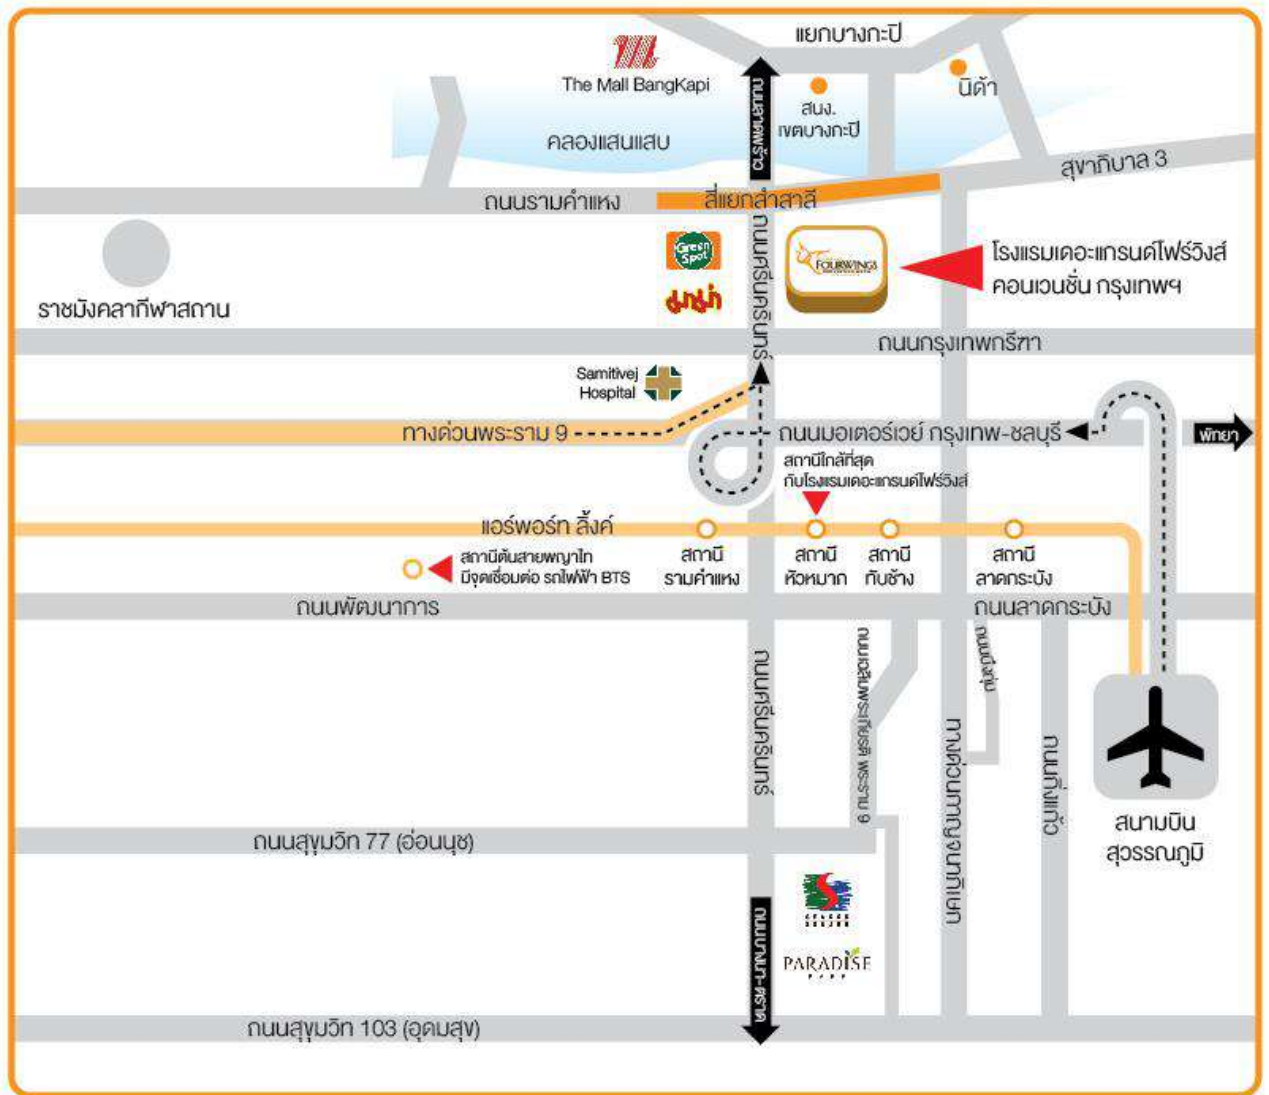 แยกบางกะปิ
The Mall BangKapi
นิด้า
สนง.
เขตบางกะปิ
คลองแสนแสบ
ถนนลาดพร้าว
สุขาภิบาล 3
ถนนรามคำแหง
สี่แยกลำสาลี
ถนนศรีนครินทร์
Green
Spot
FOURWINGS
โรงแรมเดอะแกรนด์โฟร์วิงส์
คอนเวนชั่น กรุงเทพฯ
มาม่า
ราชมังคลากีฬาสถาน
ถนนกรุงเทพกรีฑา
Samitivej
Hospital
ทางด่วนพระราม 9
ถนนมอเตอร์เวย์ กรุงเทพ-ชลบุรี
พัทยา
สถานีใกล้ที่สุด
กับโรงแรมเดอะแกรนด์โฟร์วิงส์
แอร์พอร์ท ลิ้งค์
สถานีต้นสายพญาไท
มีจุดเชื่อมต่อ รถไฟฟ้า BTS
สถานี
รามคำแหง
สถานี
หัวหมาก
สถานี
ทับช้าง
สถานี
ลาดกระบัง
ถนนพัฒนาการ
ถนนลาดกระบัง
ถนนศรีนครินทร์
ถนนเฉลิมพระเกียรติ พระราม 9
ทางด่วนกาญจนาภิเษก
ถนนกิ่งแก้ว
สนามบิน
สุวรรณภูมิ
ถนนสุขุมวิท 77 (อ่อนนุช)
PARADISE
PARK
ถนนบางนา-ตราด
ถนนสุขุมวิท 103 (อุดมสุข)